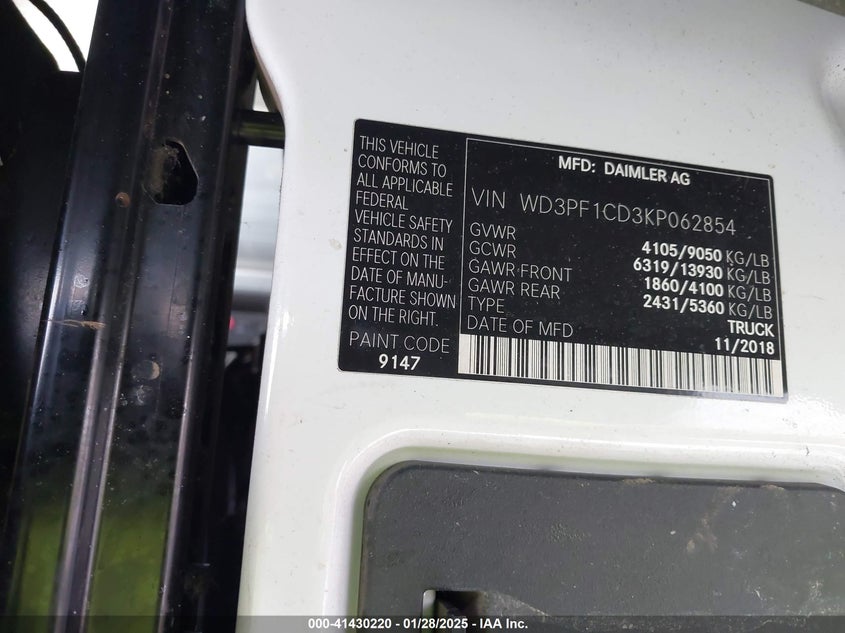 THIS VEHICLE
CONFORMS TO
ALL APPLICABLE
FEDERAL
VEHICLE SAFETY
STANDARDS IN
EFFECT ON THE
DATE OF MANU-
FACTURE SHOWN
ON THE RIGHT.
PAINT CODE
9147
MFD: DAIMLER AG
VIN WD3PF1CD3KP062854
GVWR 4105/9050 KG/LB
GCWR 6319/13930 KG/LB
GAWR FRONT 1860/4100 KG/LB
GAWR REAR 2431/5360 KG/LB
TYPE TRUCK
DATE OF MFD 11/2018
000-41430220 - 01/28/2025 - IAA Inc.